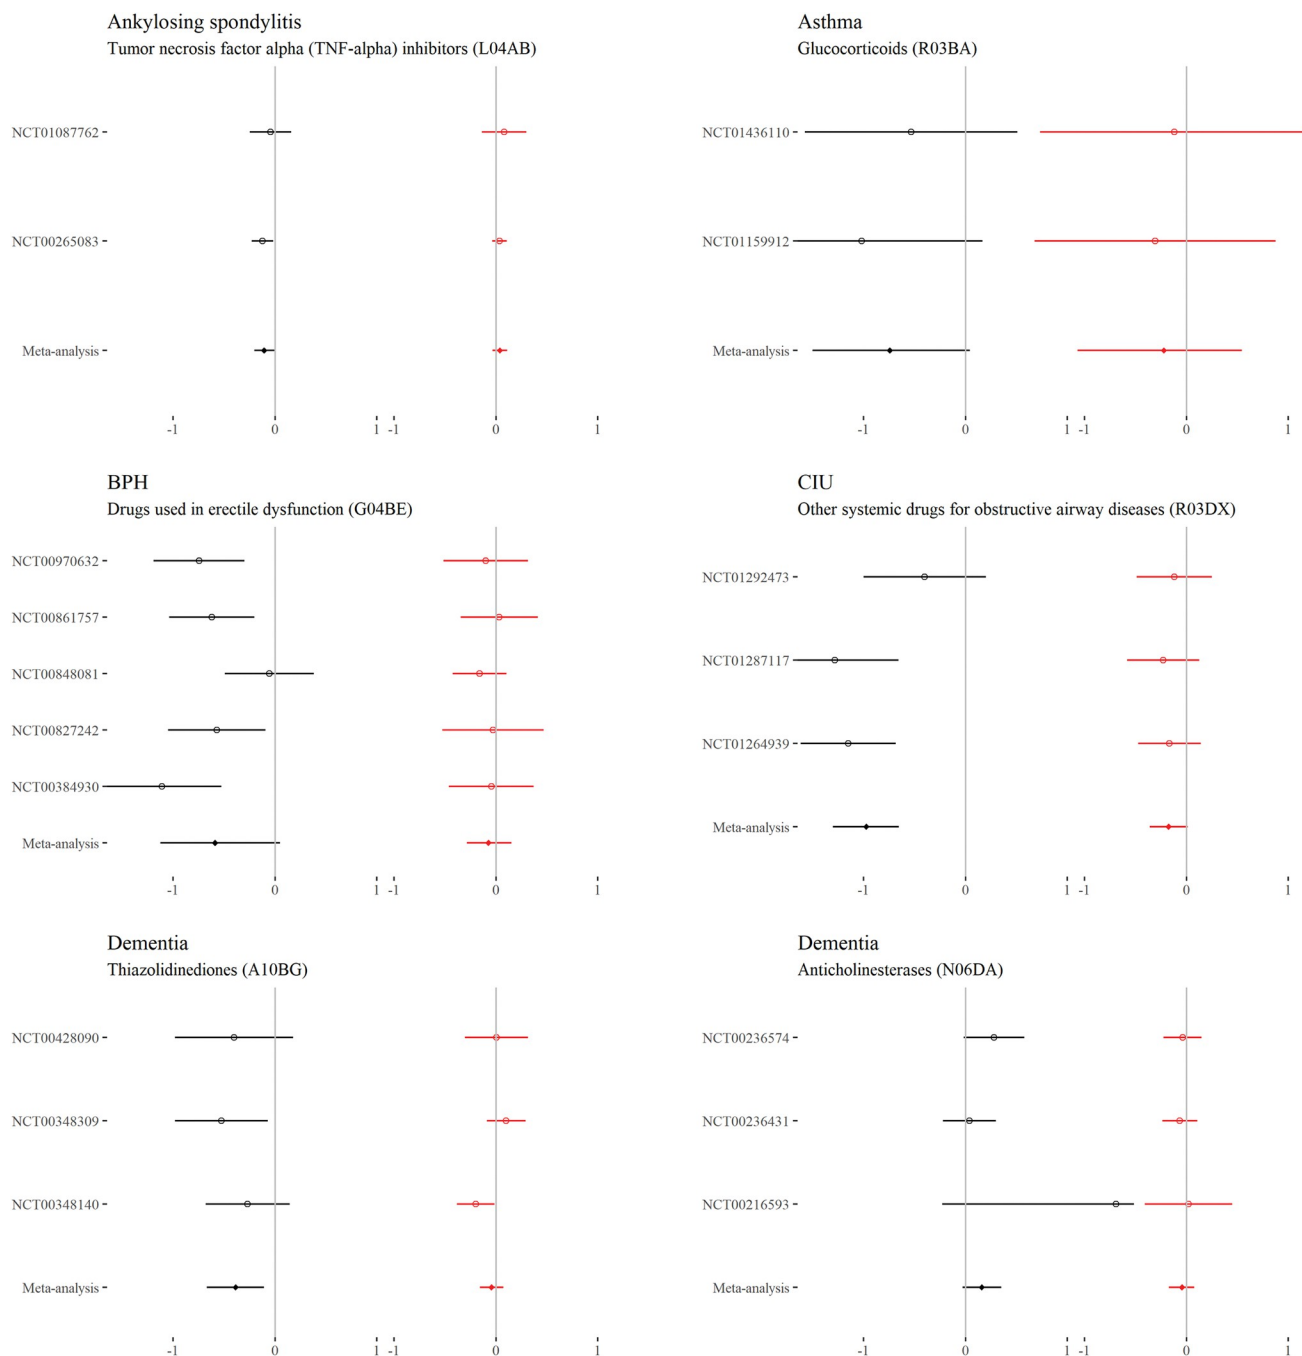 Ankylosing spondylitis
Tumor necrosis factor alpha (TNF-alpha) inhibitors (L04AB)
NCT01087762
NCT00265083
Meta-analysis
-1 0 1 -1 0 1
Asthma
Glucocorticoids (R03BA)
NCT01436110
NCT01159912
Meta-analysis
-1 0 1 -1 0 1
BPH
Drugs used in erectile dysfunction (G04BE)
NCT00970632
NCT00861757
NCT00848081
NCT00827242
NCT00384930
Meta-analysis
-1 0 1 -1 0 1
CIU
Other systemic drugs for obstructive airway diseases (R03DX)
NCT01292473
NCT01287117
NCT01264939
Meta-analysis
-1 0 1 -1 0 1
Dementia
Thiazolidinediones (A10BG)
NCT00428090
NCT00348309
NCT00348140
Meta-analysis
-1 0 1 -1 0 1
Dementia
Anticholinesterases (N06DA)
NCT00236574
NCT00236431
NCT00216593
Meta-analysis
-1 0 1 -1 0 1